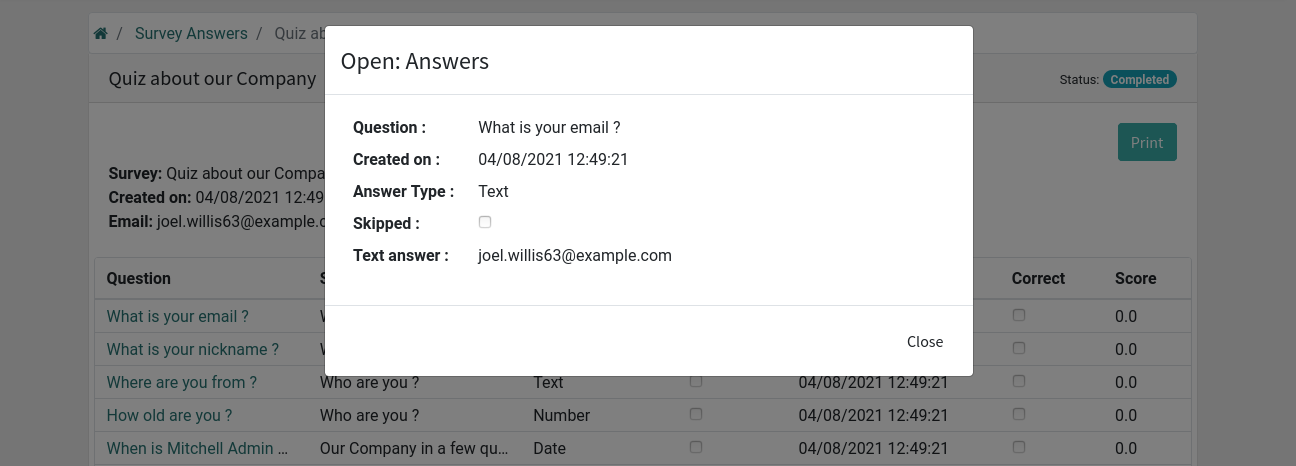 / Survey Answers / Quiz ab
Open: Answers
Quiz about our Company
Status: Completed
Question : What is your email ?
Print
Created on : 04/08/2021 12:49:21
Survey: Quiz about our Compa
Answer Type : Text
Created on: 04/08/2021 12:49
Skipped :
Email: joel.willis63@example.c
Text answer : joel.willis63@example.com
Question S Correct Score
What is your email ? 0.0
Close
What is your nickname ? 0.0
Where are you from ? Who are you ? Text 04/08/2021 12:49:21 0.0
How old are you ? Who are you ? Number 04/08/2021 12:49:21 0.0
When is Mitchell Admin ... Our Company in a few qu... Date 04/08/2021 12:49:21 0.0